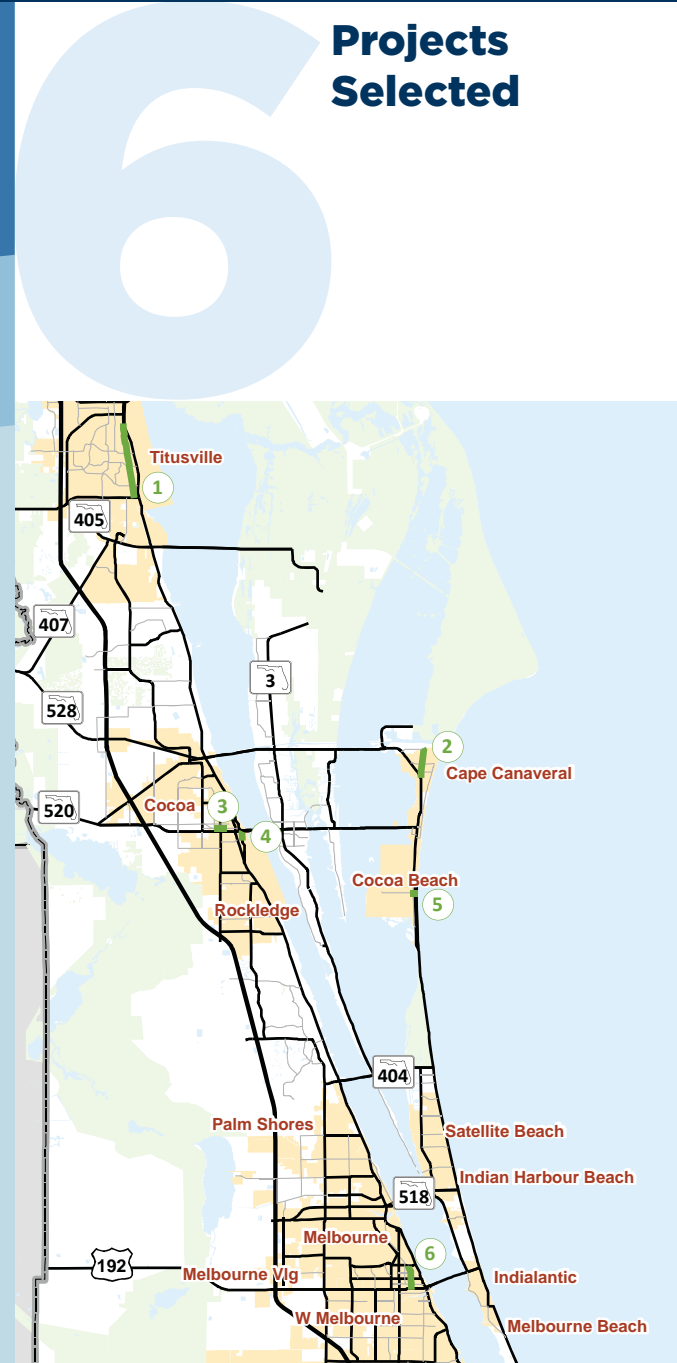 6
Projects
Selected
Titusville
1
405
407
3
528
2
Cape Canaveral
520
Cocoa
3
4
Cocoa Beach
5
Rockledge
404
Palm Shores
Satellite Beach
Indian Harbour Beach
518
Melbourne
6
192
Melbourne Vlg
Indialantic
W Melbourne
Melbourne Beach